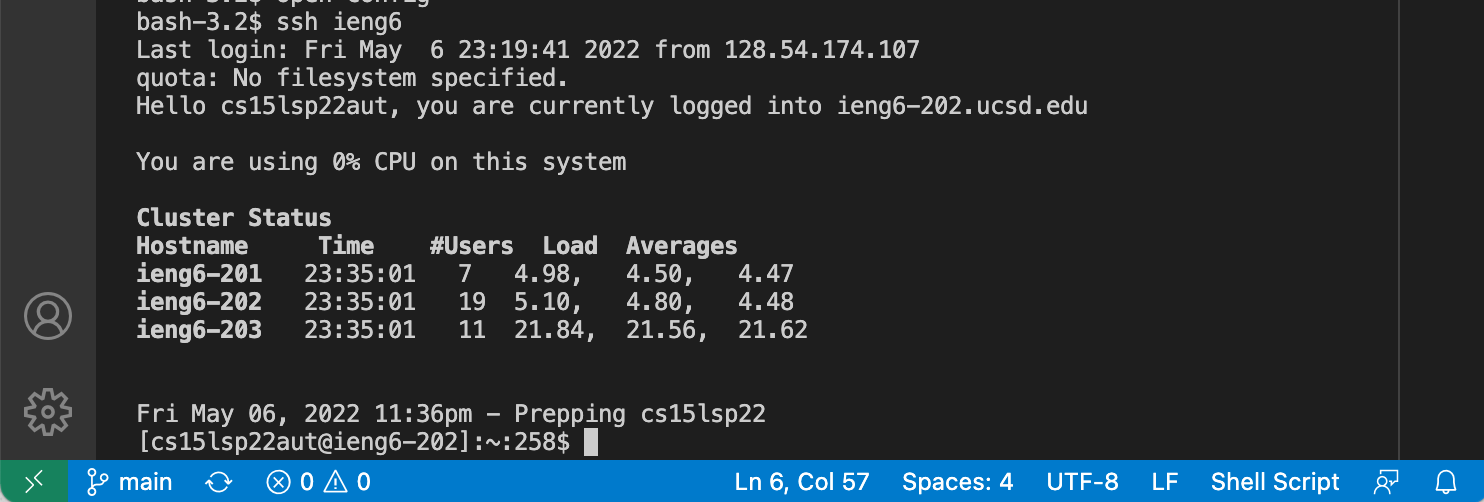 bash-3.2$ open config
bash-3.2$ ssh ieng6
Last login: Fri May  6 23:19:41 2022 from 128.54.174.107
quota: No filesystem specified.
Hello cs15lsp22aut, you are currently logged into ieng6-202.ucsd.edu
You are using 0% CPU on this system
Cluster Status
Hostname     Time    #Users  Load  Averages
ieng6-201   23:35:01   7   4.98,   4.50,   4.47
ieng6-202   23:35:01   19  5.10,   4.80,   4.48
ieng6-203   23:35:01   11  21.84,  21.56,  21.62
Fri May 06, 2022 11:36pm - Prepping cs15lsp22
[cs15lsp22aut@ieng6-202]:~:258$
main 0 0 Ln 6, Col 57 Spaces: 4 UTF-8 LF Shell Script